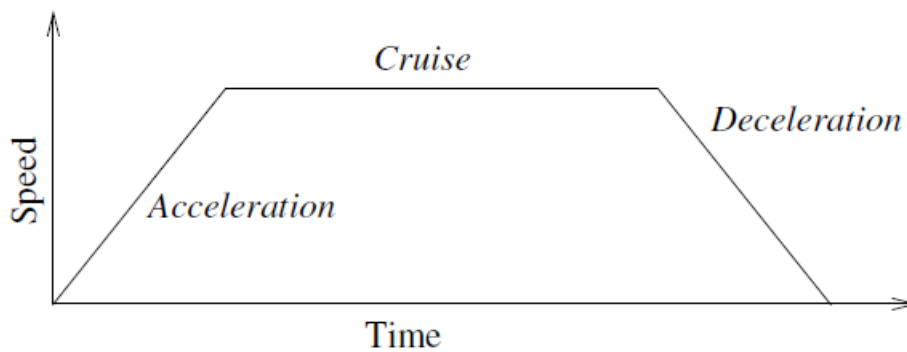 Cruise
Deceleration
Speed
Acceleration
Time